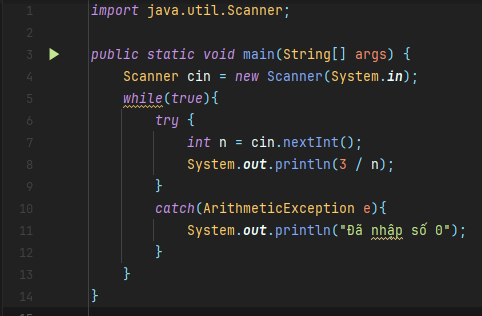 1 import java.util.Scanner;
2
3 public static void main(String[] args) {
4 Scanner cin = new Scanner(System.in);
5 while(true){
6 try {
7 int n = cin.nextInt();
8 System.out.println(3 / n);
9 }
10 catch(ArithmeticException e){
11 System.out.println("Đã nhập số 0");
12 }
13 }
14 }
15